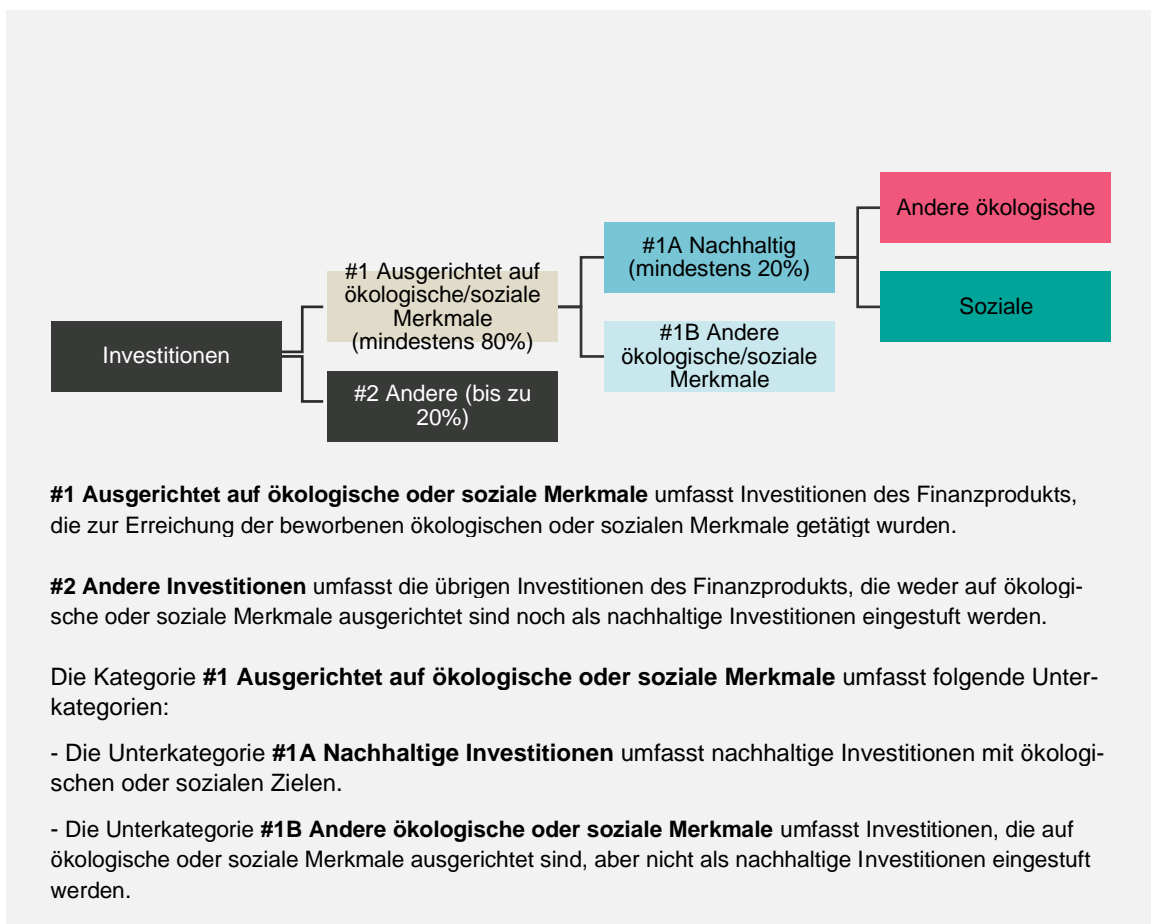 Andere ökologische
#1A Nachhaltig
(mindestens 20%)
#1 Ausgerichtet auf
ökologische/soziale
Merkmale
(mindestens 80%)
Soziale
#1B Andere
ökologische/soziale
Merkmale
Investitionen
#2 Andere (bis zu
20%)
#1 Ausgerichtet auf ökologische oder soziale Merkmale umfasst Investitionen des Finanzprodukts,
die zur Erreichung der beworbenen ökologischen oder sozialen Merkmale getätigt wurden.
#2 Andere Investitionen umfasst die übrigen Investitionen des Finanzprodukts, die weder auf ökologi-
sche oder soziale Merkmale ausgerichtet sind noch als nachhaltige Investitionen eingestuft werden.
Die Kategorie #1 Ausgerichtet auf ökologische oder soziale Merkmale umfasst folgende Unter-
kategorien:
- Die Unterkategorie #1A Nachhaltige Investitionen umfasst nachhaltige Investitionen mit ökologi-
schen oder sozialen Zielen.
- Die Unterkategorie #1B Andere ökologische oder soziale Merkmale umfasst Investitionen, die auf
ökologische oder soziale Merkmale ausgerichtet sind, aber nicht als nachhaltige Investitionen eingestuft
werden.